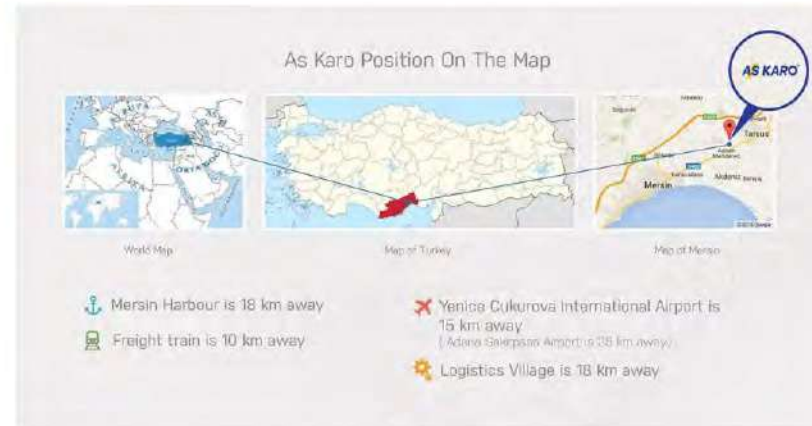 As Karo Position On The Map
AS KARO
Tarsus
Mersin
Akdeniz
World Map
Map of Turkey
Map of Mersin
Mersin Harbour is 18 km away
Freight train is 10 km away
Yenice Cukurova International Airport is
15 km away
Logistics Village is 18 km away